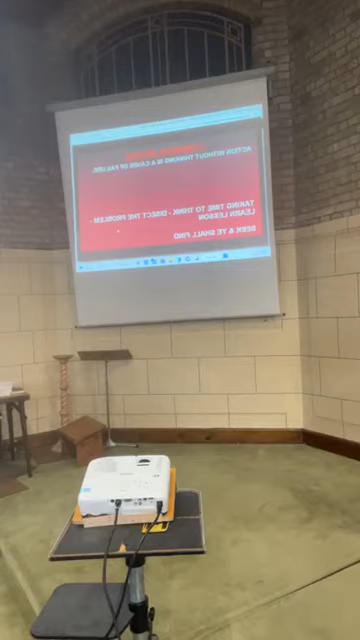 ACTION WITHOUT THINKING IS A CAUSE OF FAILURE.
TAKING TIME TO THINK - DISSECT THE PROBLEM -
LEARN LESSON
SEEK & YE SHALL FIND